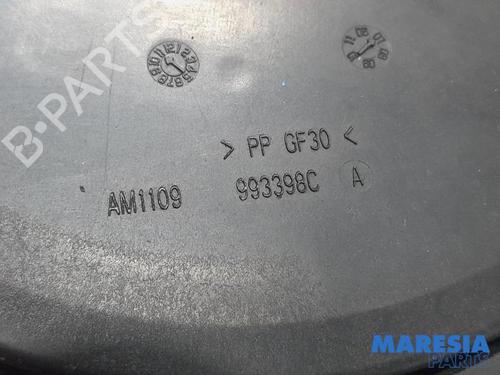 > PP GF30 <
AM1109 993398C A
B-PARTS
MARESIA
PARTS